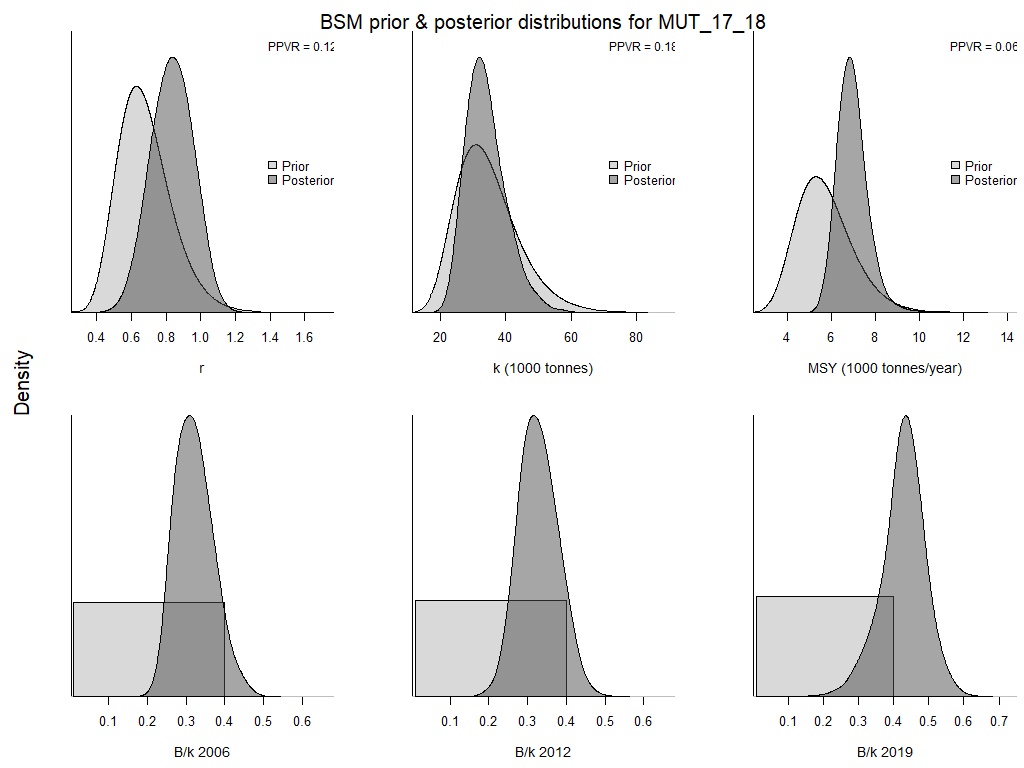 BSM prior & posterior distributions for MUT_17_18
PPVR = 0.12
Prior
Posterior
0.4 0.6 0.8 1.0 1.2 1.4 1.6
r
PPVR = 0.18
Prior
Posterior
20 40 60 80
k (1000 tonnes)
PPVR = 0.06
Prior
Posterior
4 6 8 10 12 14
MSY (1000 tonnes/year)
Density
0.1 0.2 0.3 0.4 0.5 0.6
B/k 2006
0.1 0.2 0.3 0.4 0.5 0.6
B/k 2012
0.1 0.2 0.3 0.4 0.5 0.6 0.7
B/k 2019